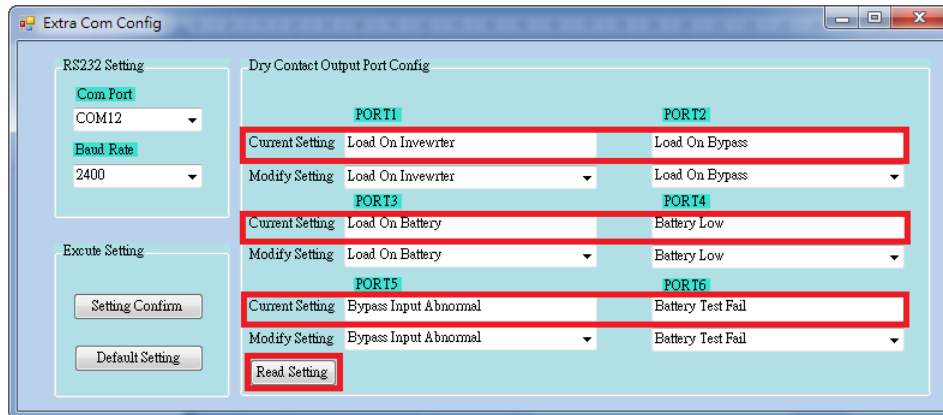 Extra Com Config
RS232 Setting
Com Port
COM12
Baud Rate
2400
Excute Setting
Setting Confirm
Default Setting
Dry Contact Output Port Config
PORT1 PORT2
Current Setting Load On Invewrter Load On Bypass
Modify Setting Load On Invewrter Load On Bypass
PORT3 PORT4
Current Setting Load On Battery Battery Low
Modify Setting Load On Battery Battery Low
PORT5 PORT6
Current Setting Bypass Input Abnormal Battery Test Fail
Modify Setting Bypass Input Abnormal Battery Test Fail
Read Setting